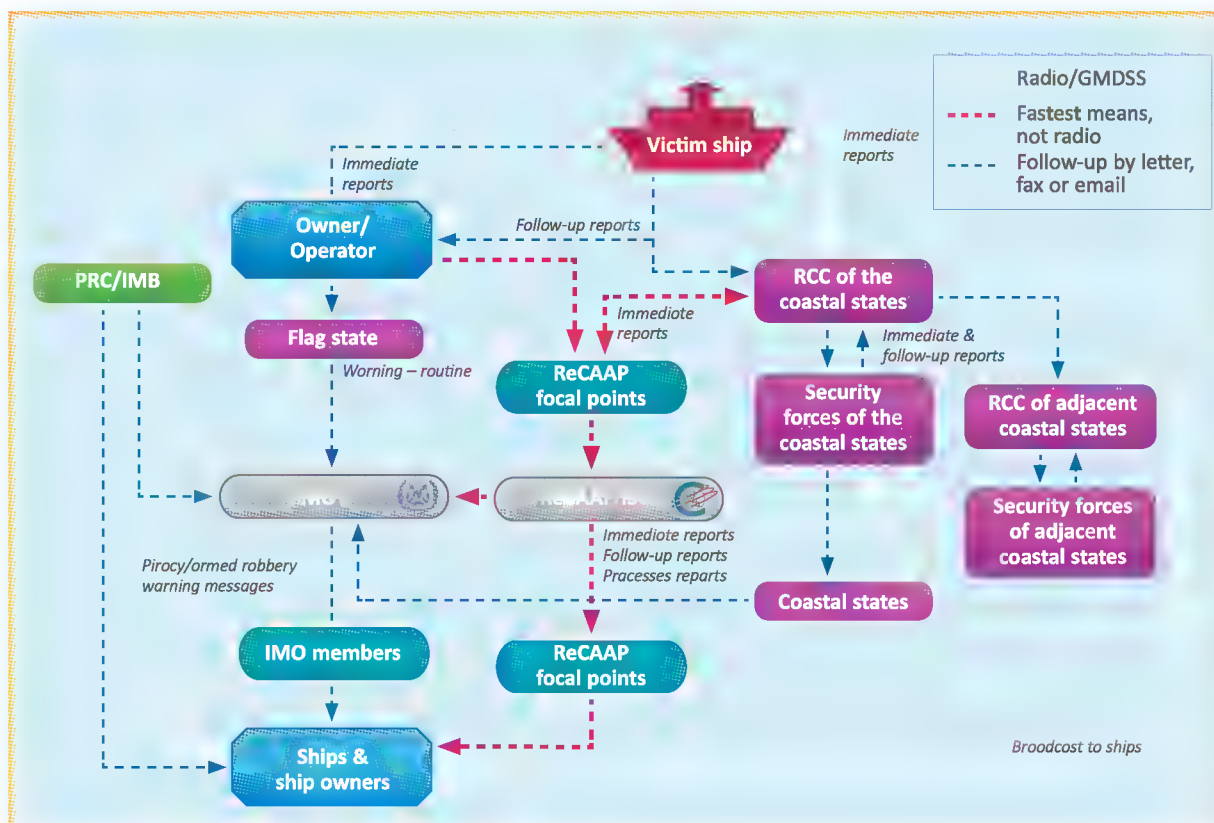 Radio/GMDSS
Fastest means,
not radio
Follow-up by letter,
fax or email
Victim ship
Immediate
reports
Immediate
reports
Owner/
Operator
Follow-up reports
PRC/IMB
RCC of the
coastal states
Immediote
reports
Flag state
Immediate &
follow-up reports
Worning – routine
ReCAAP
focal points
Security
forces of the
coastal states
RCC of adjacent
coastal states
Security forces
of adjacent
coastal states
Immediote reports
Follow-up reports
Pracesses reparts
Pirocy/ormed robbery
warning messages
Coastal states
IMO members
ReCAAP
focal points
Ships &
ship owners
Broodcost to ships